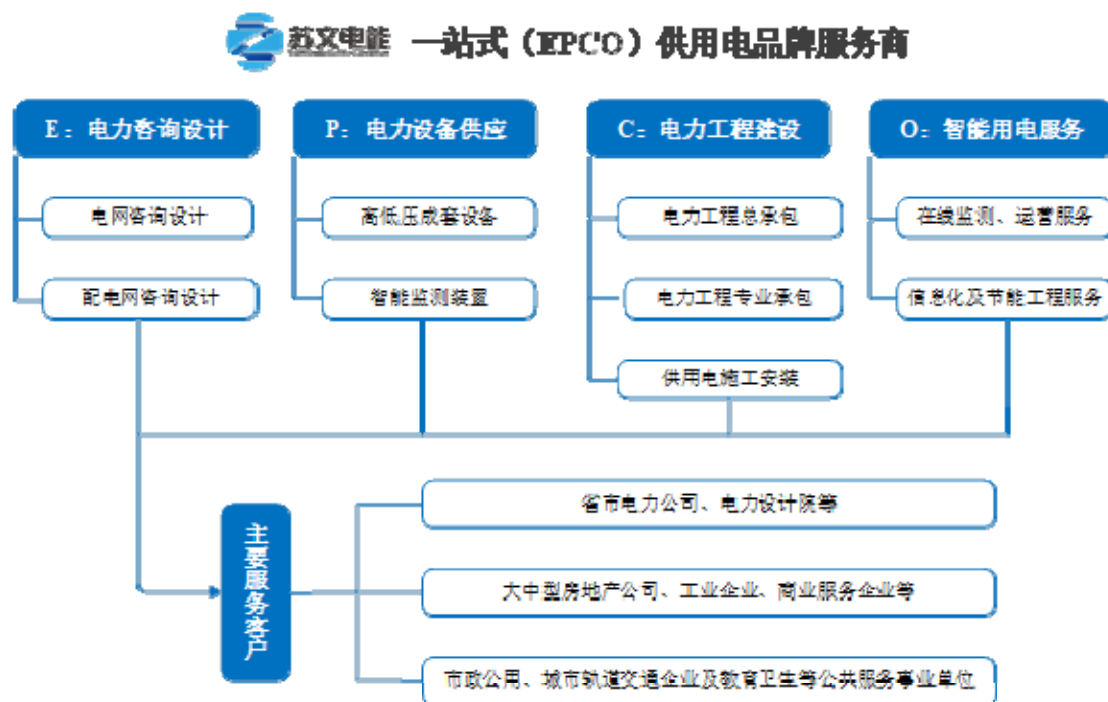 苏文电能 一站式（EPCO）供用电品牌服务商
E：电力咨询设计
P：电力设备供应
C：电力工程建设
O：智能用电服务
电网咨询设计
高低压成套设备
电力工程总承包
在线监测、运营服务
配电网咨询设计
智能监测装置
电力工程专业承包
信息化及节能工程服务
供用电施工安装
主要服务客户
省市电力公司、电力设计院等
大中型房地产公司、工业企业、商业服务企业等
市政公用、城市轨道交通企业及教育卫生等公共服务事业单位